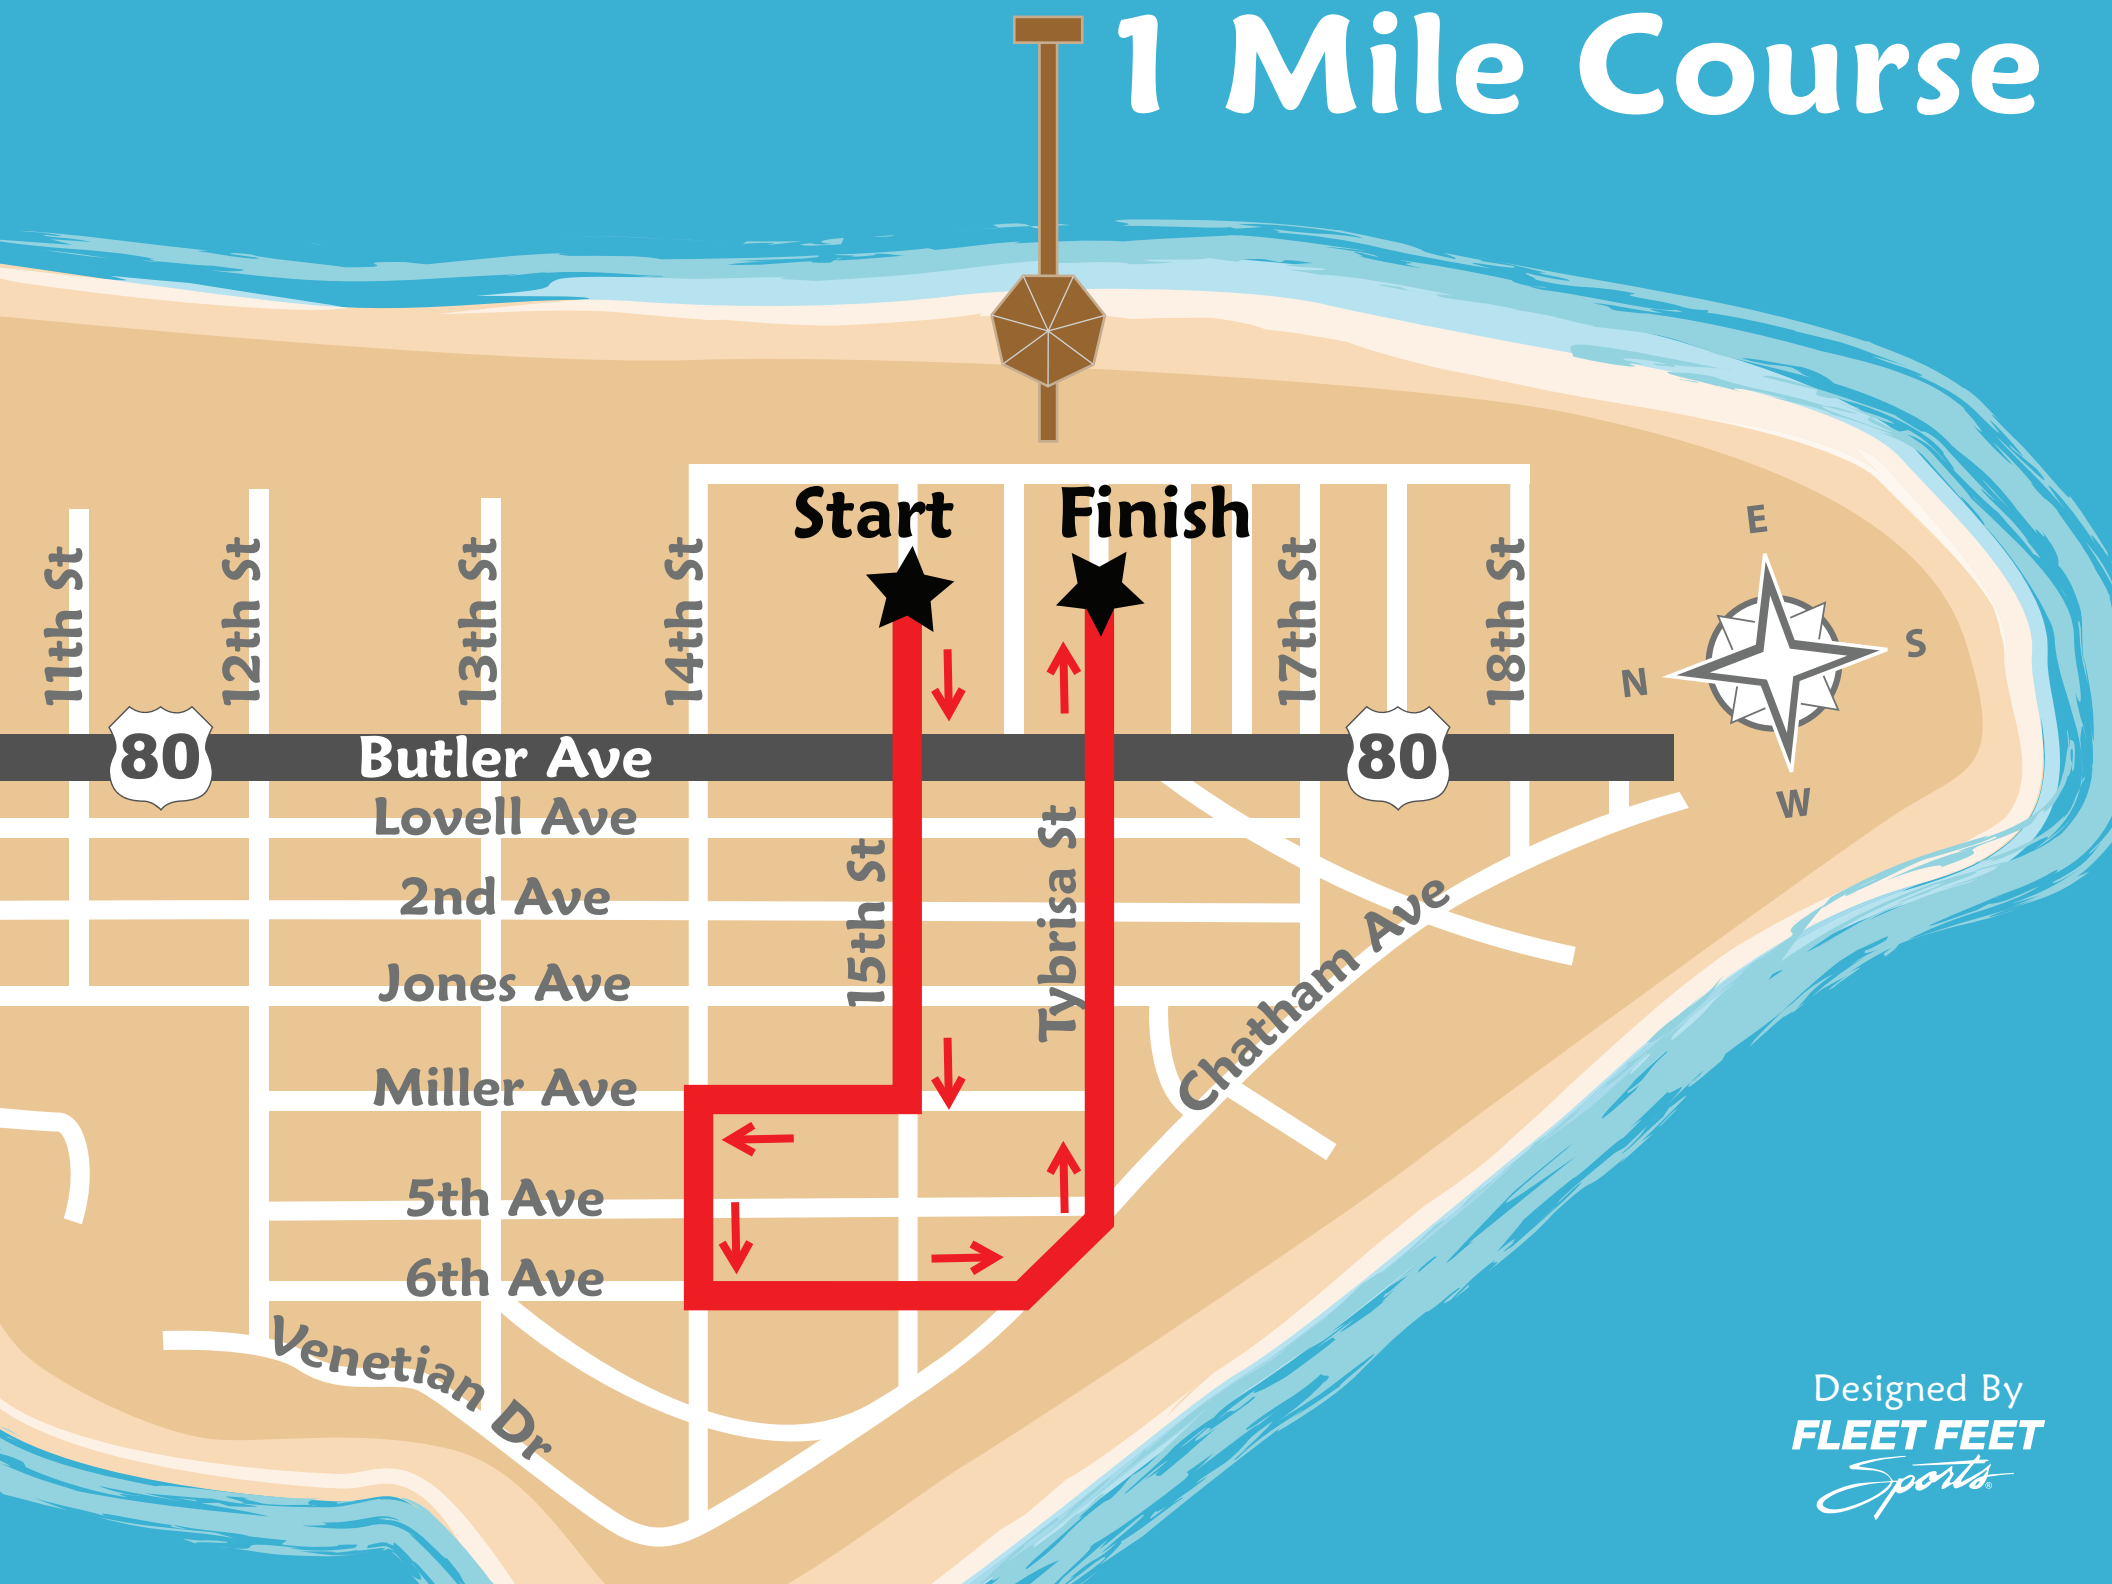 1 Mile Course
Start
Finish
11th St
12th St
13th St
14th St
17th St
18th St
E
S
N
W
80
Butler Ave
80
Lovell Ave
2nd Ave
Jones Ave
15th St
Tybrisa St
Chatham Ave
Miller Ave
5th Ave
6th Ave
Venetian Dr
Designed By
FLEET FEET
Sports®